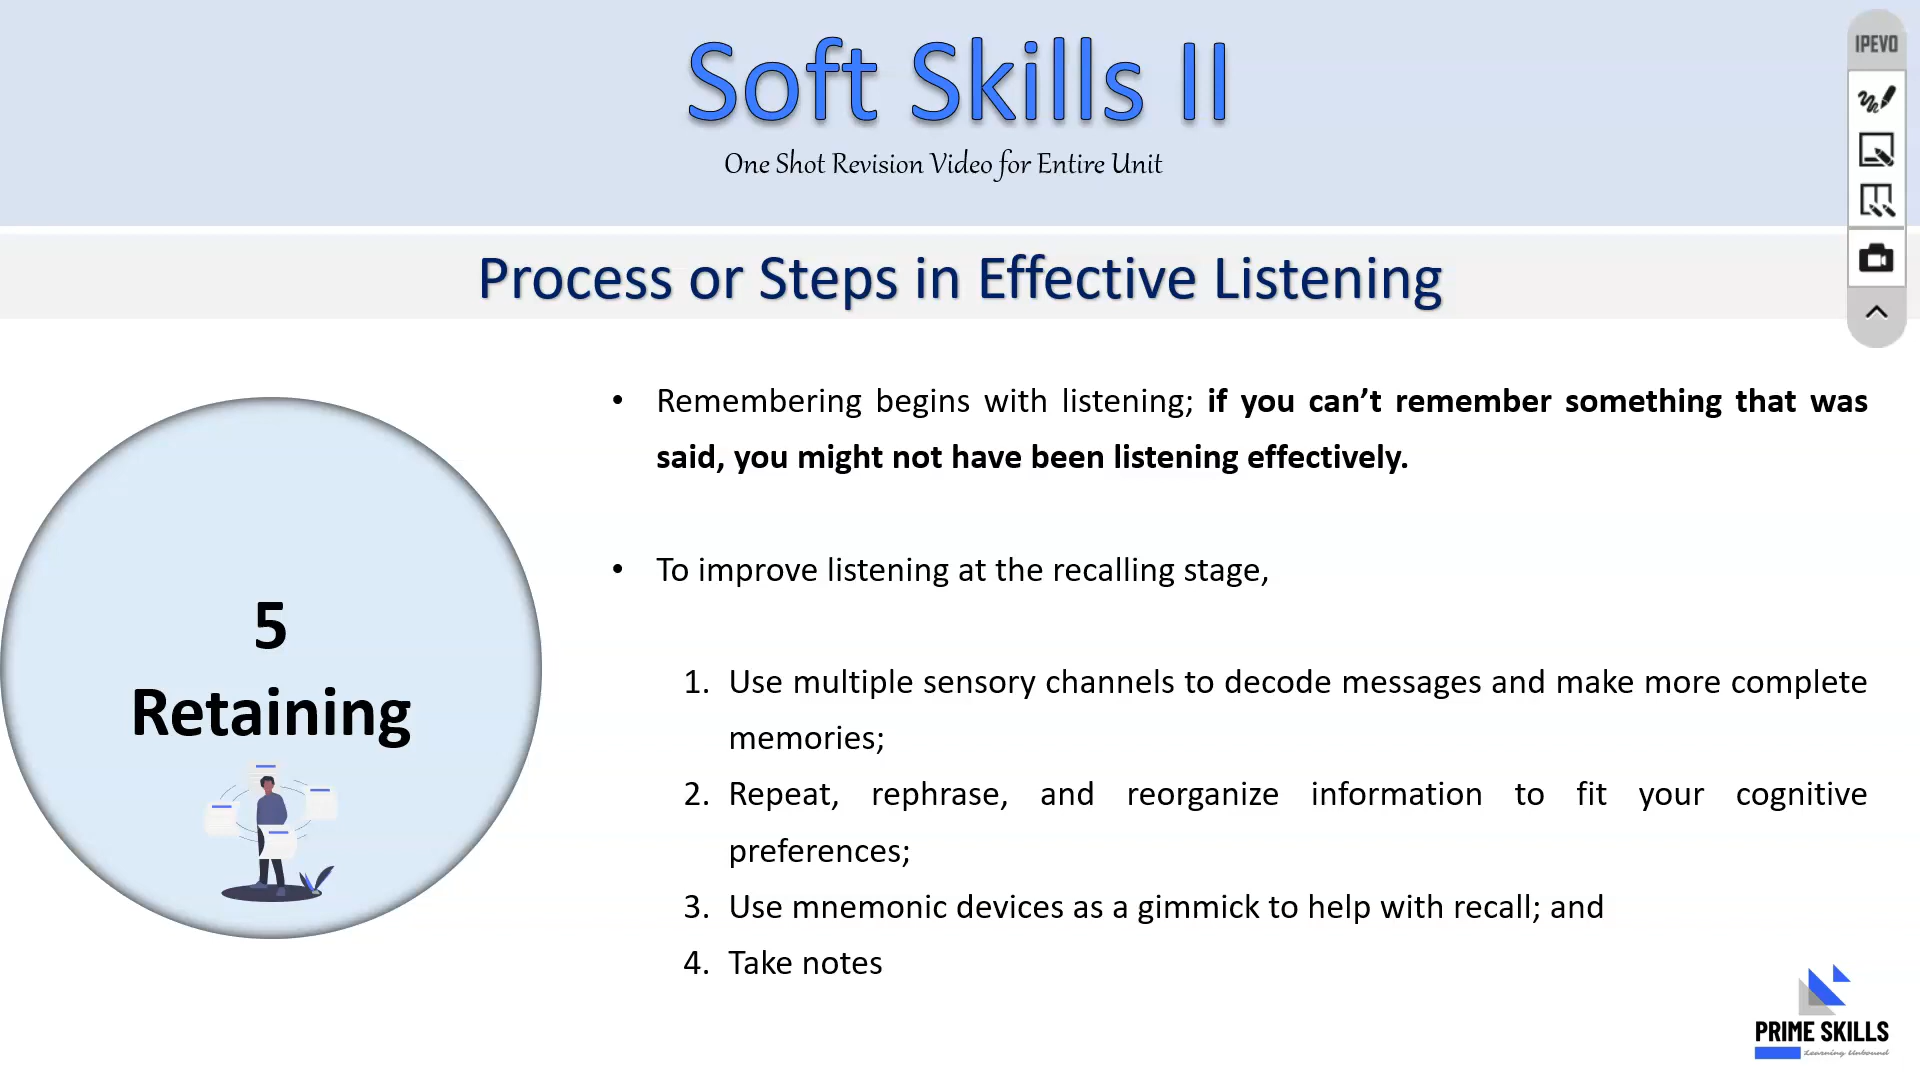 Soft Skills II
One Shot Revision Video for Entire Unit
IPEVO
Process or Steps in Effective Listening
5
Retaining
• Remembering begins with listening; if you can’t remember something that was
said, you might not have been listening effectively.
• To improve listening at the recalling stage,
1. Use multiple sensory channels to decode messages and make more complete
memories;
2. Repeat, rephrase, and reorganize information to fit your cognitive
preferences;
3. Use mnemonic devices as a gimmick to help with recall; and
4. Take notes
PRIME SKILLS
Learning Unbound